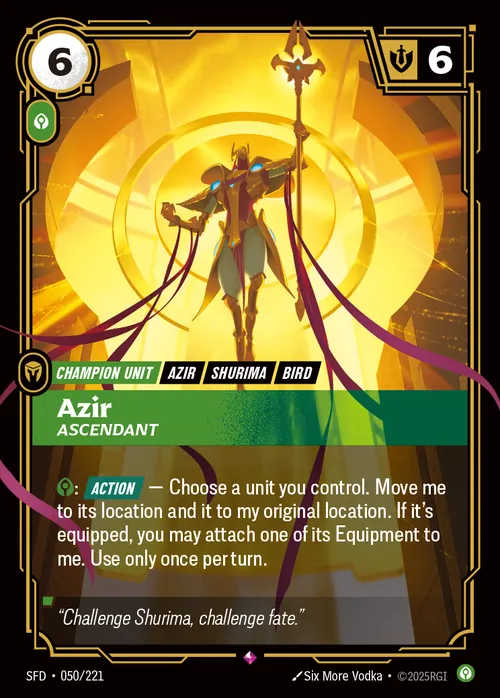 6
6
CHAMPION UNIT AZIR SHURIMA BIRD
Azir
ASCENDANT
: ACTION — Choose a unit you control. Move me
to its location and it to my original location. If it's
equipped, you may attach one of its Equipment to
me. Use only once per turn.
“Challenge Shurima, challenge fate.”
SFD • 050/221
Six More Vodka • ©2025RGI